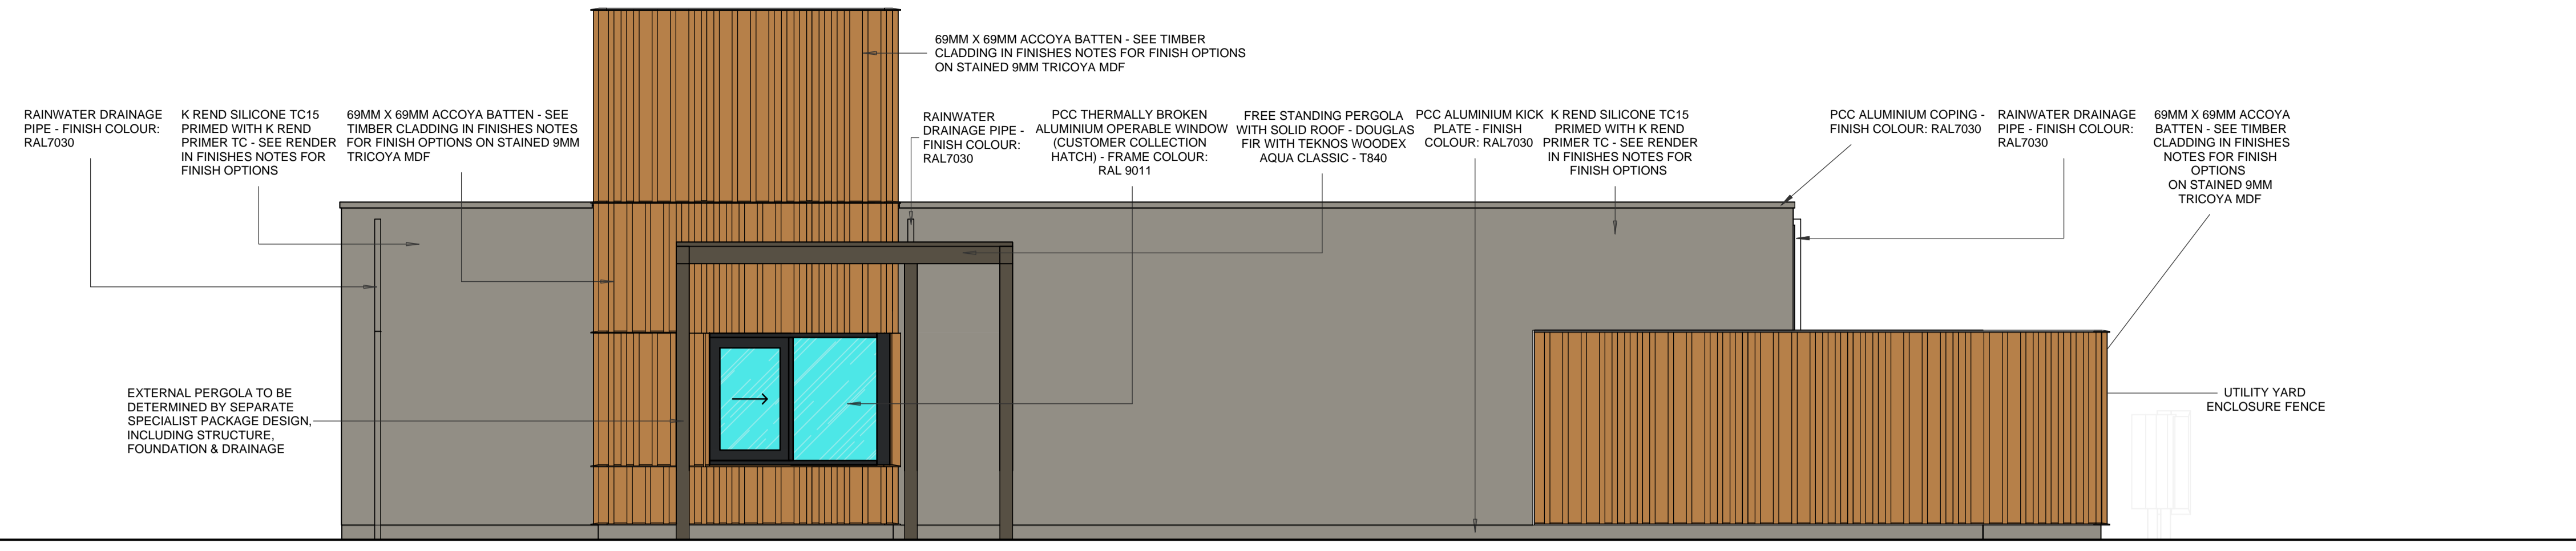 69MM X 69MM ACCOYA BATTEN - SEE TIMBER
CLADDING IN FINISHES NOTES FOR FINISH OPTIONS
ON STAINED 9MM TRICOYA MDF
RAINWATER DRAINAGE
PIPE - FINISH COLOUR:
RAL7030
K REND SILICONE TC15
PRIMED WITH K REND
PRIMER TC - SEE RENDER
IN FINISHES NOTES FOR
FINISH OPTIONS
69MM X 69MM ACCOYA BATTEN - SEE
TIMBER CLADDING IN FINISHES NOTES
FOR FINISH OPTIONS ON STAINED 9MM
TRICOYA MDF
RAINWATER
DRAINAGE PIPE -
FINISH COLOUR:
RAL7030
PCC THERMALLY BROKEN
ALUMINIUM OPERABLE WINDOW
(CUSTOMER COLLECTION
HATCH) - FRAME COLOUR:
RAL 9011
FREE STANDING PERGOLA
WITH SOLID ROOF - DOUGLAS
FIR WITH TEKNOS WOODEX
AQUA CLASSIC - T840
PCC ALUMINIUM KICK
PLATE - FINISH
COLOUR: RAL7030
K REND SILICONE TC15
PRIMED WITH K REND
PRIMER TC - SEE RENDER
IN FINISHES NOTES FOR
FINISH OPTIONS
PCC ALUMINIUM COPING -
FINISH COLOUR: RAL7030
RAINWATER DRAINAGE
PIPE - FINISH COLOUR:
RAL7030
69MM X 69MM ACCOYA
BATTEN - SEE TIMBER
CLADDING IN FINISHES
NOTES FOR FINISH
OPTIONS
ON STAINED 9MM
TRICOYA MDF
EXTERNAL PERGOLA TO BE
DETERMINED BY SEPARATE
SPECIALIST PACKAGE DESIGN,
INCLUDING STRUCTURE,
FOUNDATION & DRAINAGE
UTILITY YARD
ENCLOSURE FENCE